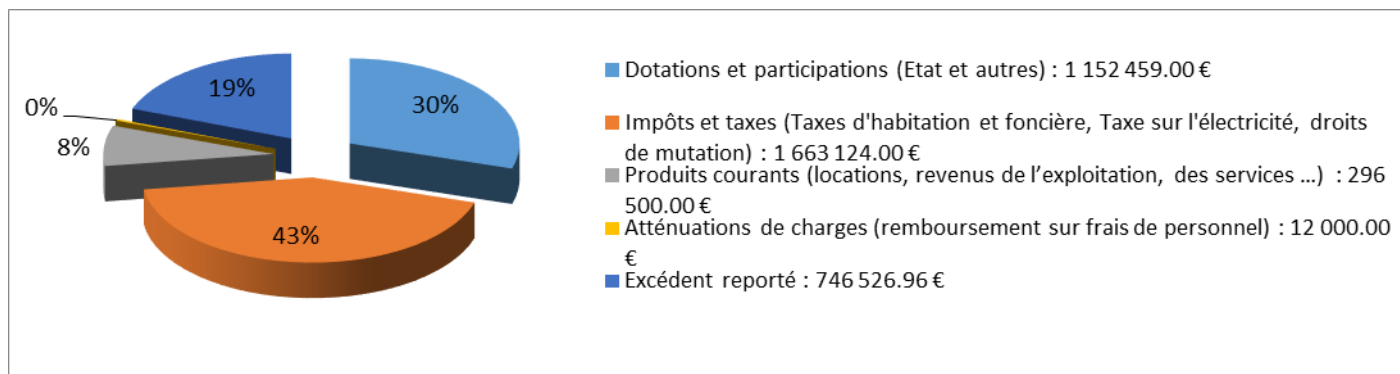 19%
30%
0%
8%
43%
Dotations et participations (Etat et autres) : 1 152 459.00 €
Impôts et taxes (Taxes d'habitation et foncière, Taxe sur l'électricité, droits
de mutation) : 1 663 124.00 €
Produits courants (locations, revenus de l’exploitation, des services ...) : 296
500.00 €
Atténuations de charges (remboursement sur frais de personnel) : 12 000.00
€
Excédent reporté : 746 526.96 €